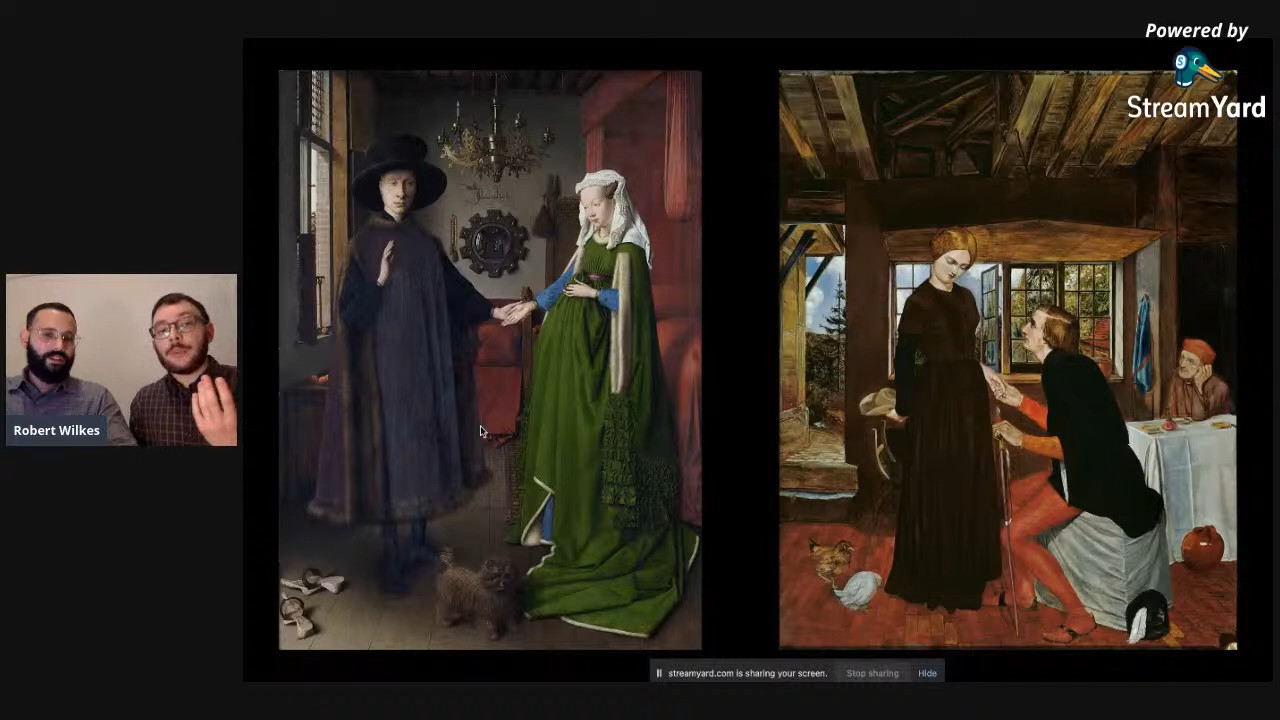 Powered by
StreamYard
Robert Wilkes
streamyard.com is sharing your screen. Stop sharing Hide